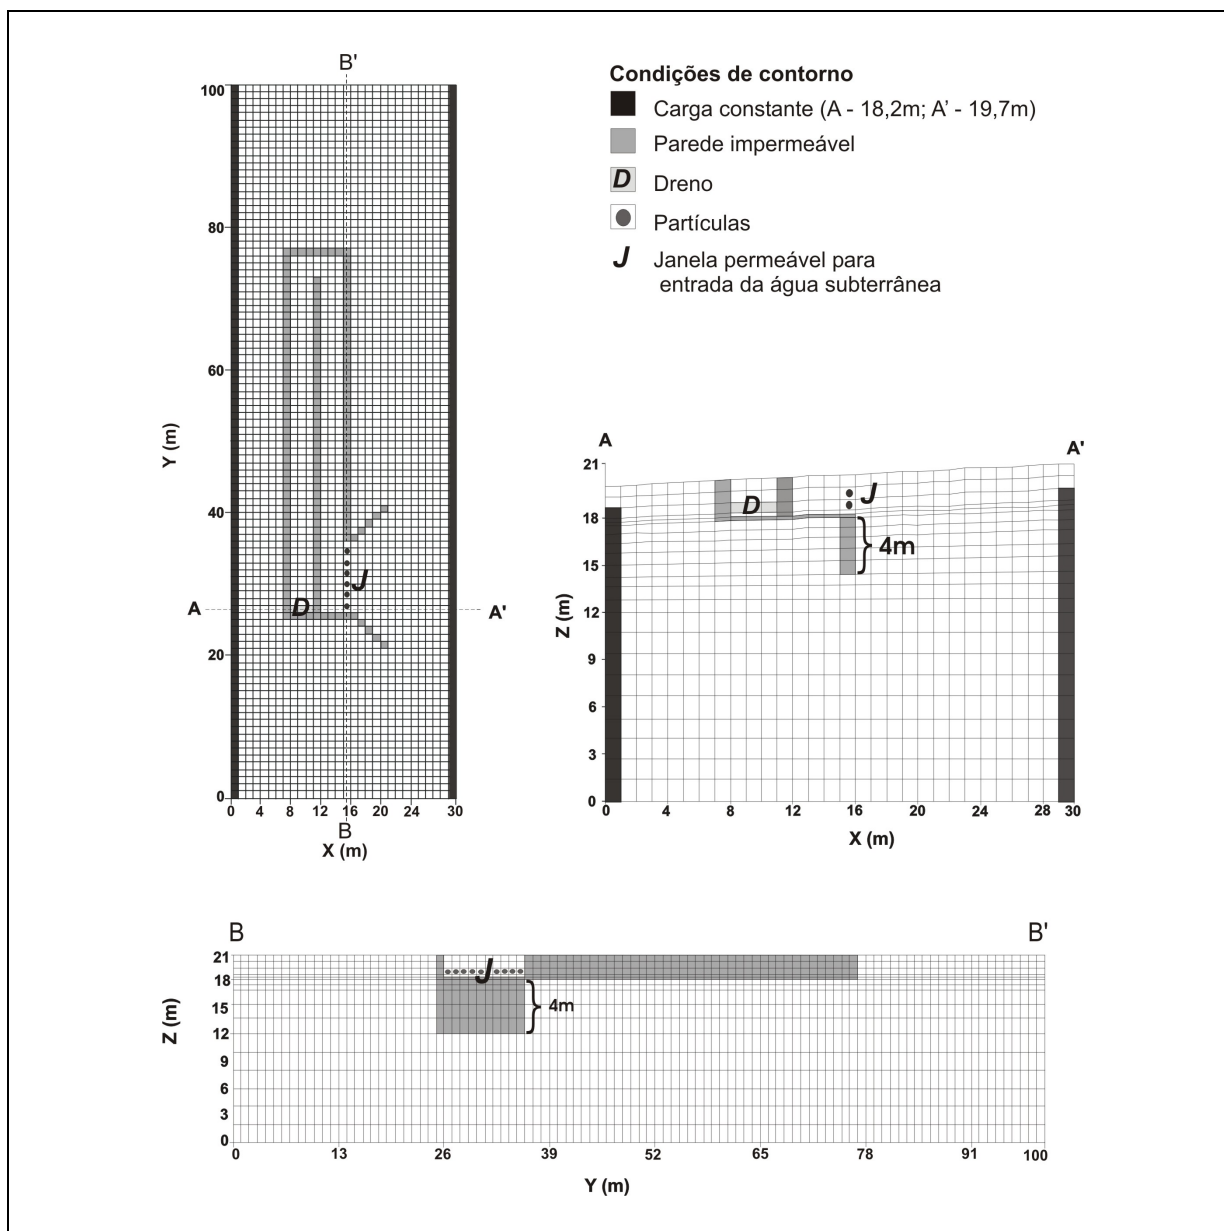 B'
100
80
60
40
20
0
Y (m)
A
A'
D
J
0 4 8 12 16 20 24 30
B
X (m)
Condições de contorno
Carga constante (A - 18,2m; A' - 19,7m)
Parede impermeável
D Dreno
Partículas
J Janela permeável para
entrada da água subterrânea
A
A'
21
18
15
12
9
6
3
0
Z (m)
D
J
4m
0 4 8 12 16 20 24 28 30
X (m)
B
B'
21
18
15
12
9
6
3
0
Z (m)
J
4m
0 13 26 39 52 65 78 91 100
Y (m)